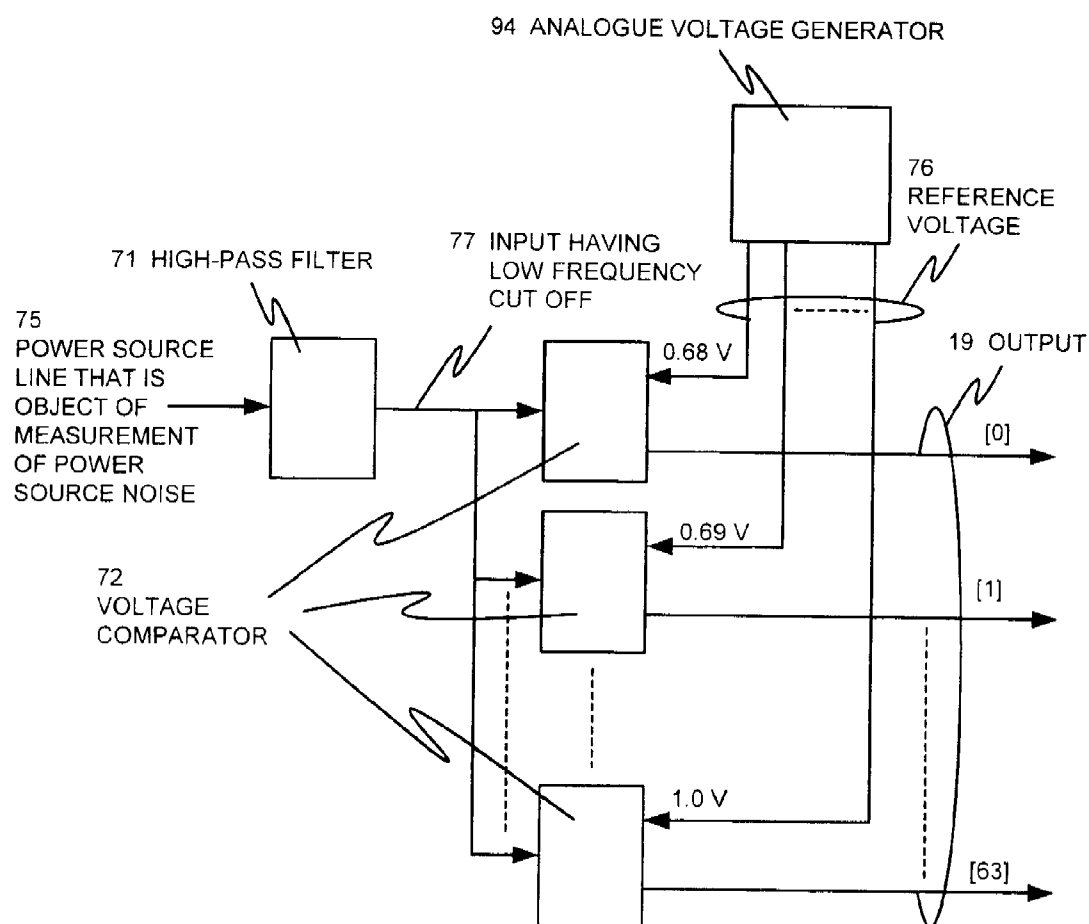 94 ANALOGUE VOLTAGE GENERATOR
76
REFERENCE
VOLTAGE
71 HIGH-PASS FILTER
77 INPUT HAVING
LOW FREQUENCY
CUT OFF
75
POWER SOURCE
LINE THAT IS
OBJECT OF
MEASUREMENT
OF POWER
SOURCE NOISE
0.68 V
19 OUTPUT
[0]
0.69 V
[1]
72
VOLTAGE
COMPARATOR
1.0 V
[63]